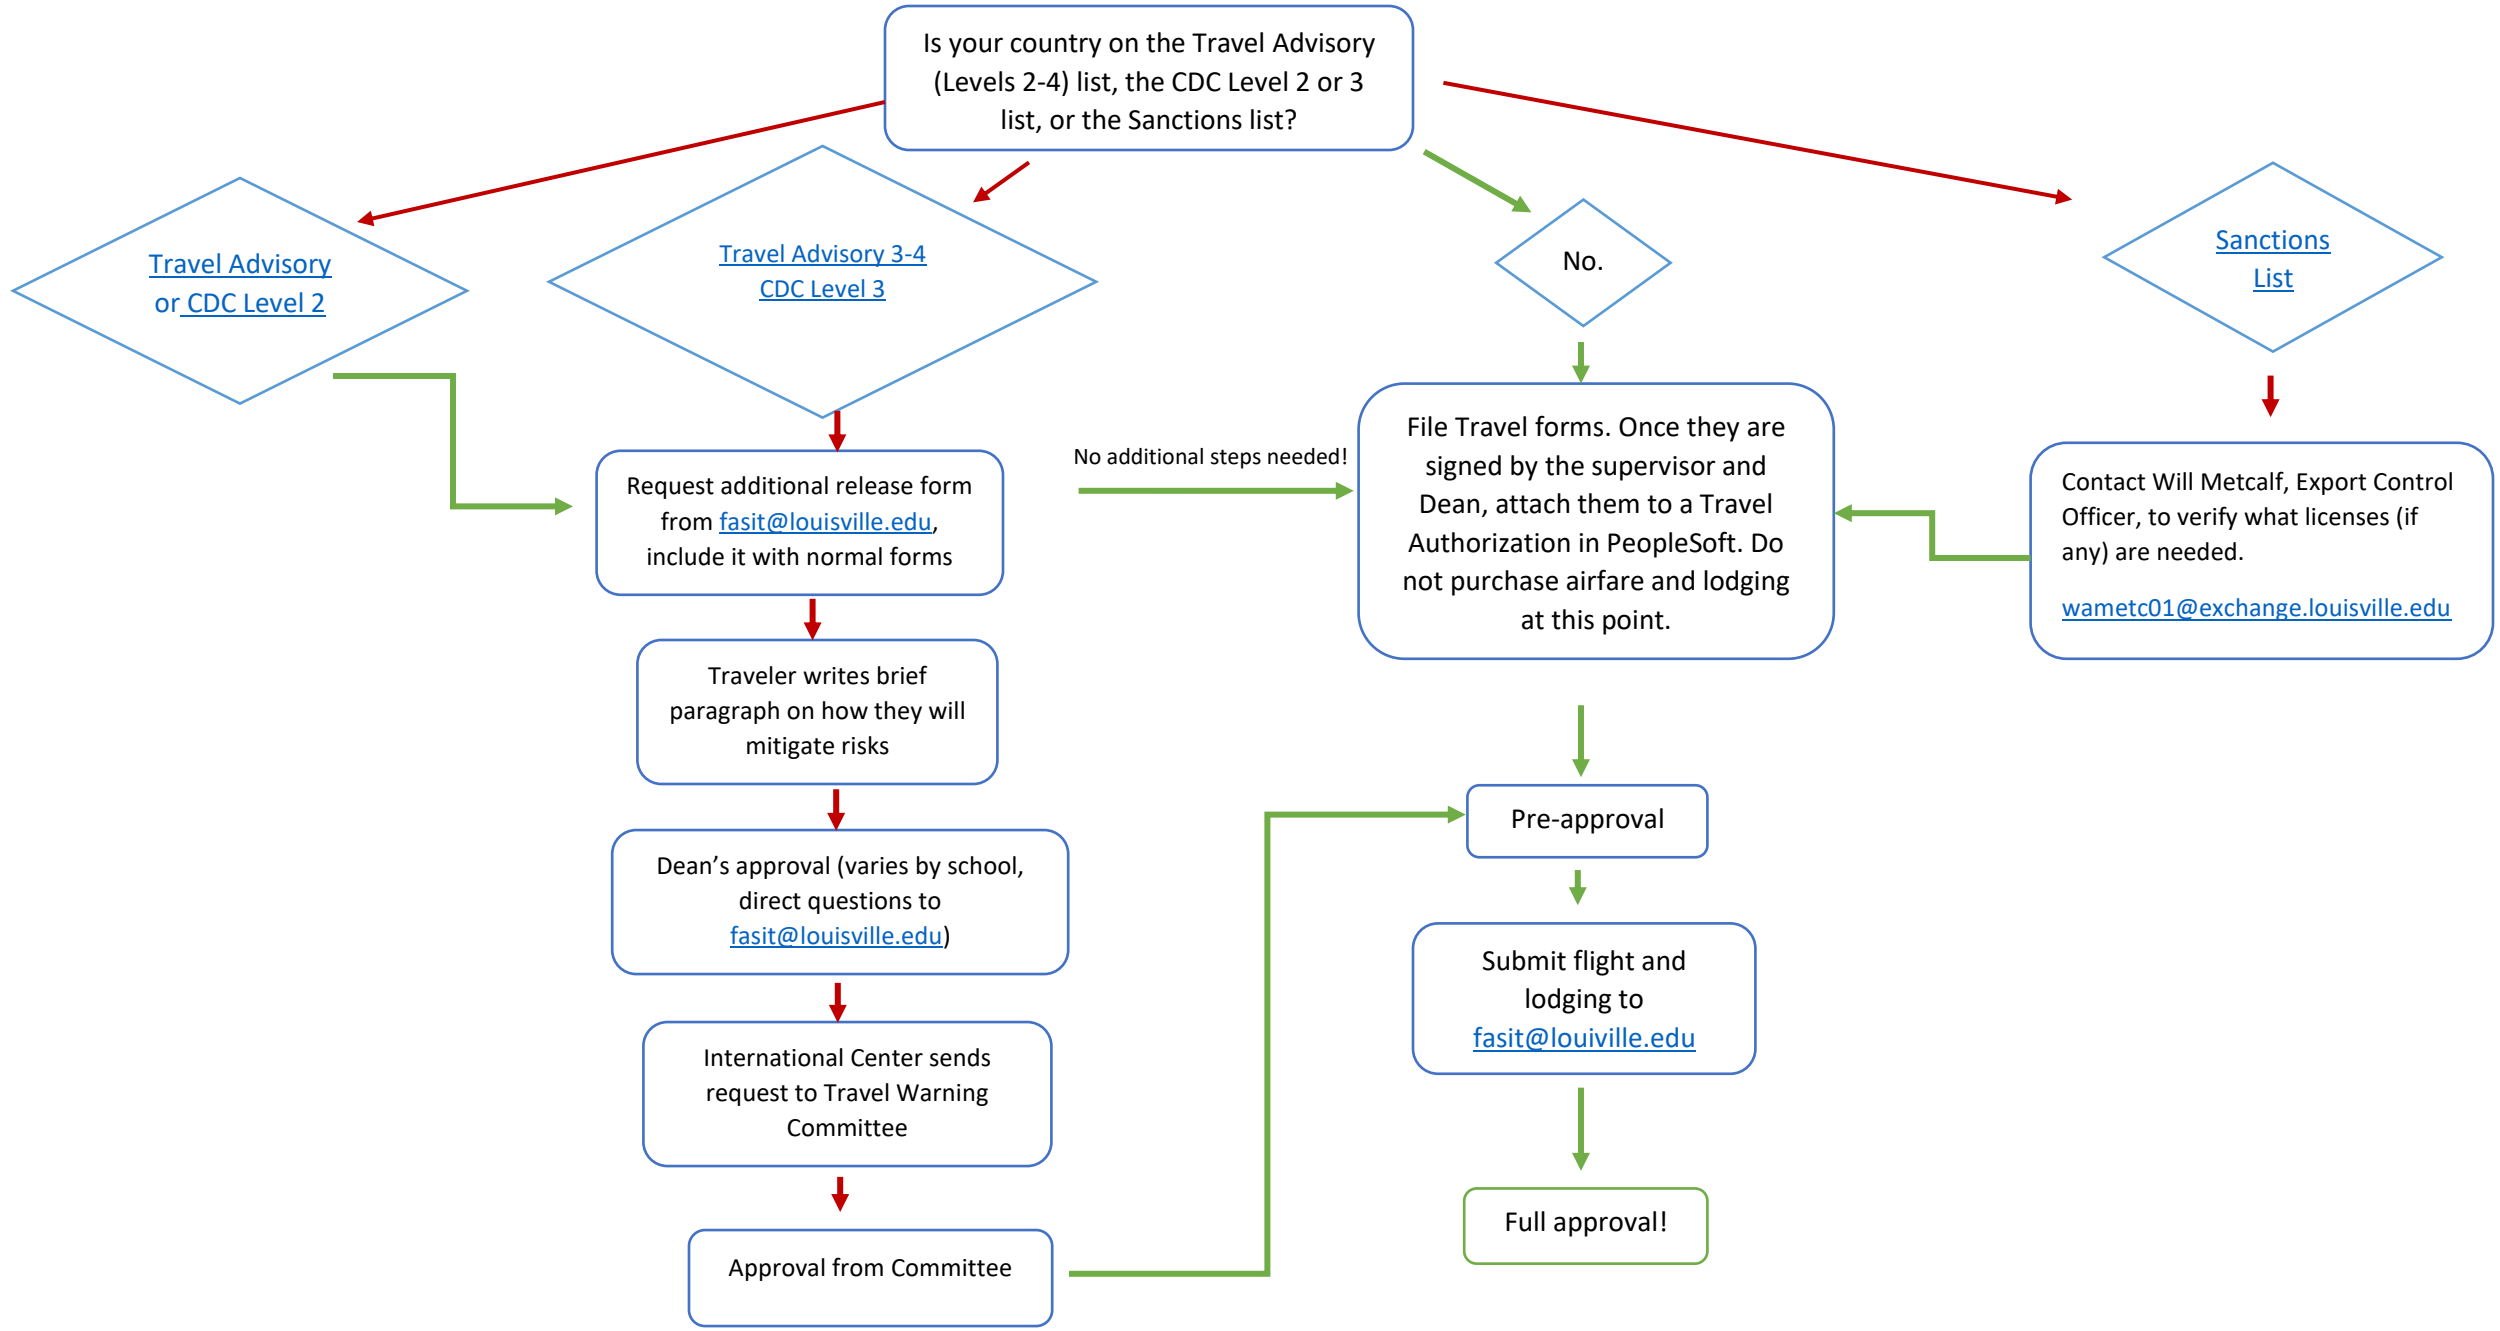 Is your country on the Travel Advisory
(Levels 2-4) list, the CDC Level 2 or 3
list, or the Sanctions list?
Travel Advisory
or CDC Level 2
Travel Advisory 3-4
CDC Level 3
No.
Sanctions
List
Request additional release form
from fasit@louisville.edu,
include it with normal forms
No additional steps needed!
File Travel forms. Once they are
signed by the supervisor and
Dean, attach them to a Travel
Authorization in PeopleSoft. Do
not purchase airfare and lodging
at this point.
Contact Will Metcalf, Export Control
Officer, to verify what licenses (if
any) are needed.
wametc01@exchange.louisville.edu
Traveler writes brief
paragraph on how they will
mitigate risks
Pre-approval
Dean’s approval (varies by school,
direct questions to
fasit@louisville.edu)
Submit flight and
lodging to
fasit@louiville.edu
International Center sends
request to Travel Warning
Committee
Full approval!
Approval from Committee